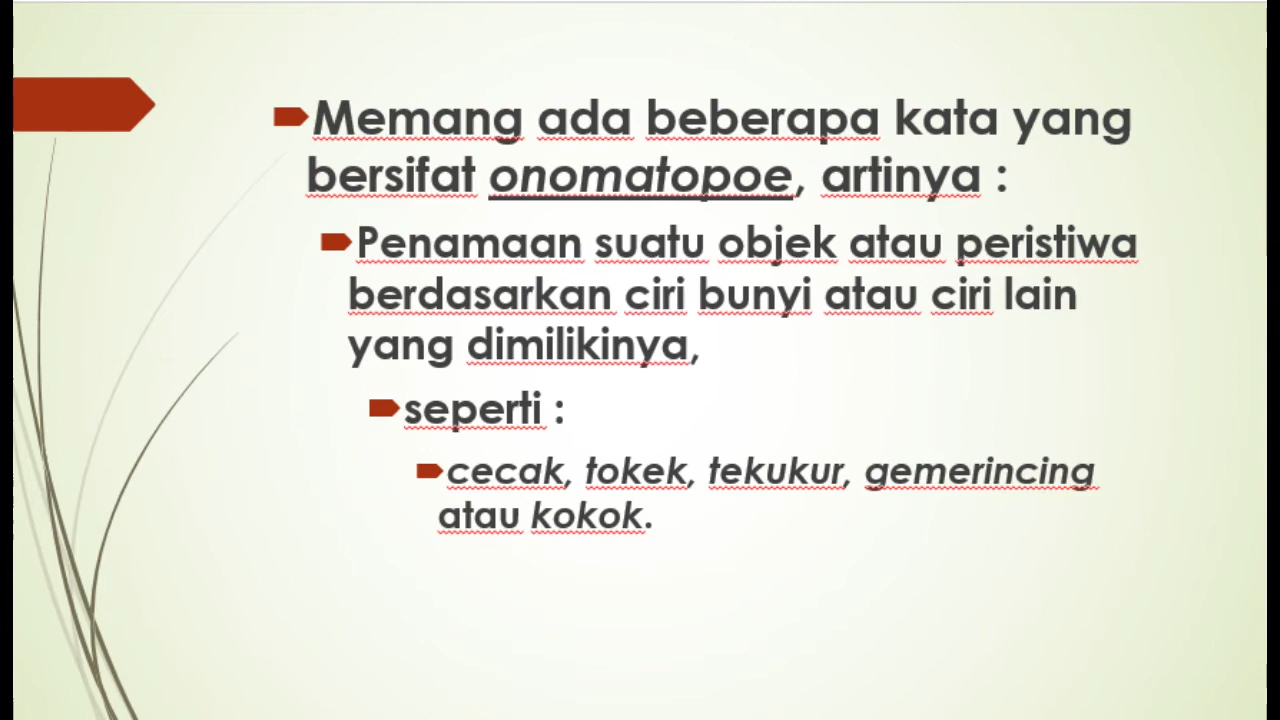 Memang ada beberapa kata yang
bersifat onomatopoe, artinya :
Penamaan suatu objek atau peristiwa
berdasarkan ciri bunyi atau ciri lain
yang dimilikinya,
seperti :
cecak, tokek, tekukur, gemerincing
atau kokok.